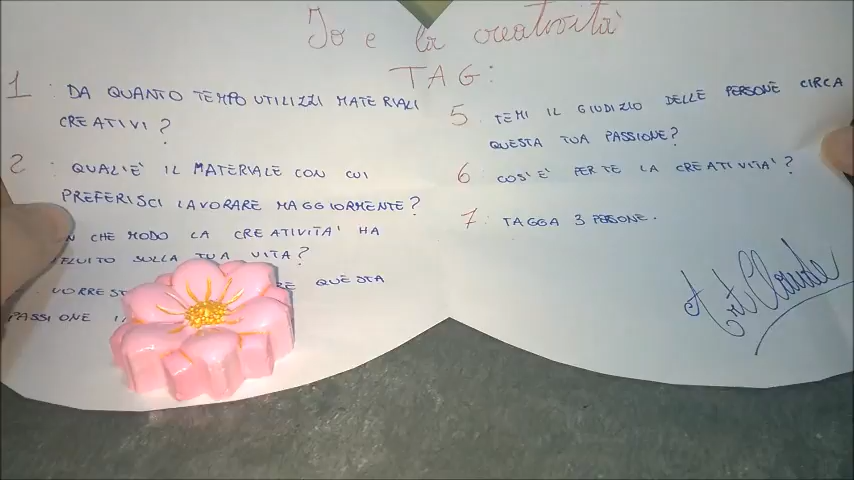 Io e la creatività
TAG:
1 : DA QUANTO TEMPO UTILIZZI MATERIALI
CREATIVI?
2 : QUAL'E' IL MATERIALE CON CUI
PREFERISCI LAVORARE MAGGIORMENTE?
CHE MODO LA CREATIVITA' HA
SULLA TUA VITA?
QUESTA
PASSIONE
5 : TEMI IL GIUDIZIO DELLE PERSONE CIRCA
QUESTA TUA PASSIONE?
6 : COS'E' PER TE LA CREATIVITA'?
7 : TAGGA 3 PERSONE.
Art Claude